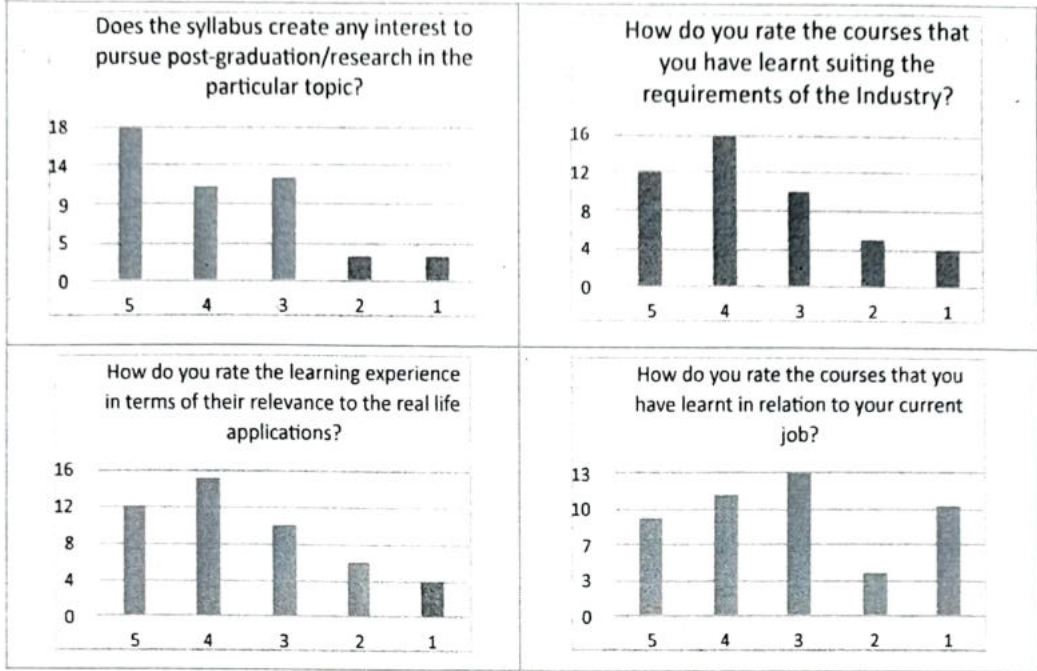 Does the syllabus create any interest to
pursue post-graduation/research in the
particular topic?
18
14
9
5
0
5 4 3 2 1
How do you rate the courses that
you have learnt suiting the
requirements of the Industry?
16
12
8
4
0
5 4 3 2 1
How do you rate the learning experience
in terms of their relevance to the real life
applications?
16
12
8
4
0
5 4 3 2 1
How do you rate the courses that you
have learnt in relation to your current
job?
13
10
7
3
0
5 4 3 2 1